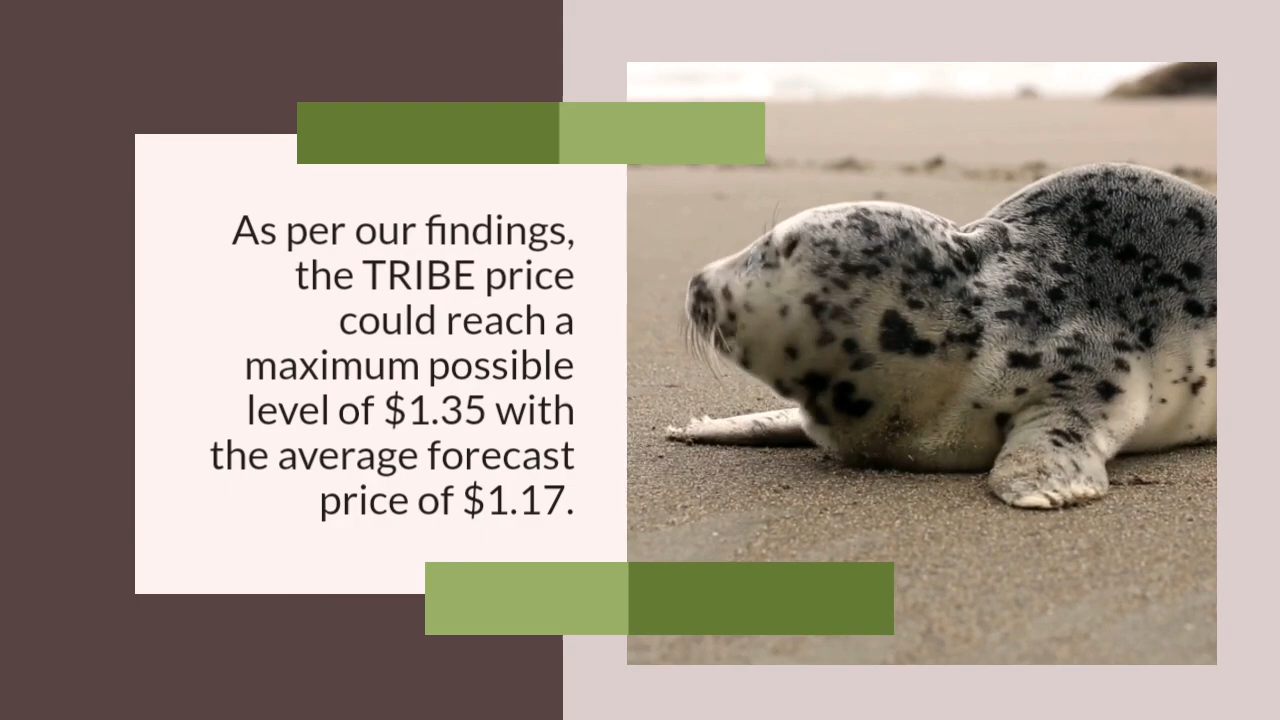 As per our findings,
the TRIBE price
could reach a
maximum possible
level of $1.35 with
the average forecast
price of $1.17.